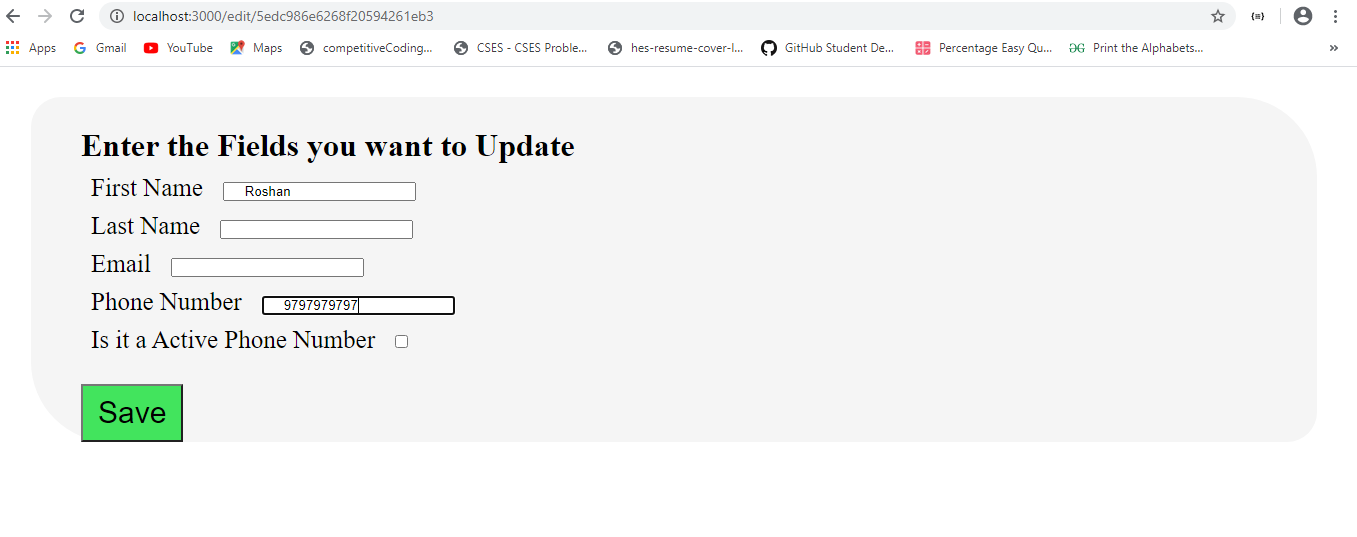 localhost:3000/edit/5edc986e6268f20594261eb3
Apps Gmail YouTube Maps competitiveCoding... CSES - CSES Proble... hes-resume-cover-l... GitHub Student De... Percentage Easy Qu... Print the Alphabets... »
Enter the Fields you want to Update
First Name Roshan
Last Name
Email
Phone Number 9797979797
Is it a Active Phone Number
Save